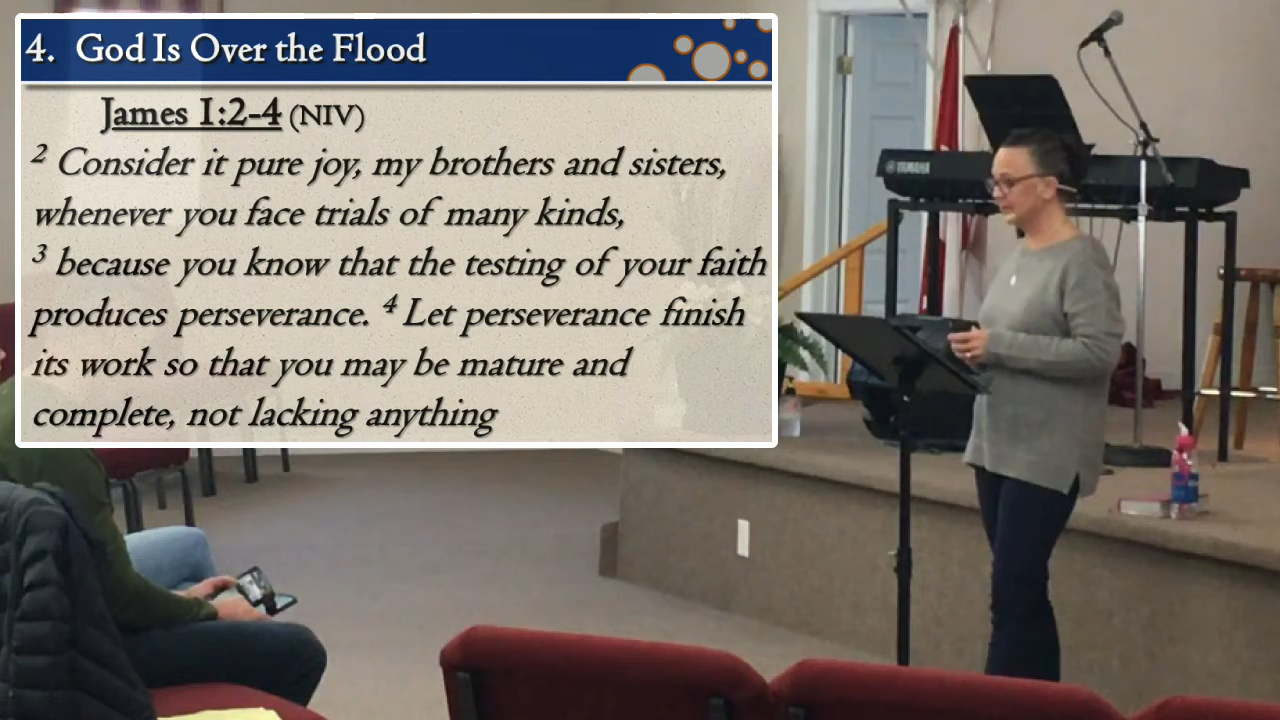 4. God Is Over the Flood
James 1:2-4 (NIV)
2 Consider it pure joy, my brothers and sisters,
whenever you face trials of many kinds,
3 because you know that the testing of your faith
produces perseverance. 4 Let perseverance finish
its work so that you may be mature and
complete, not lacking anything
YAMAHA